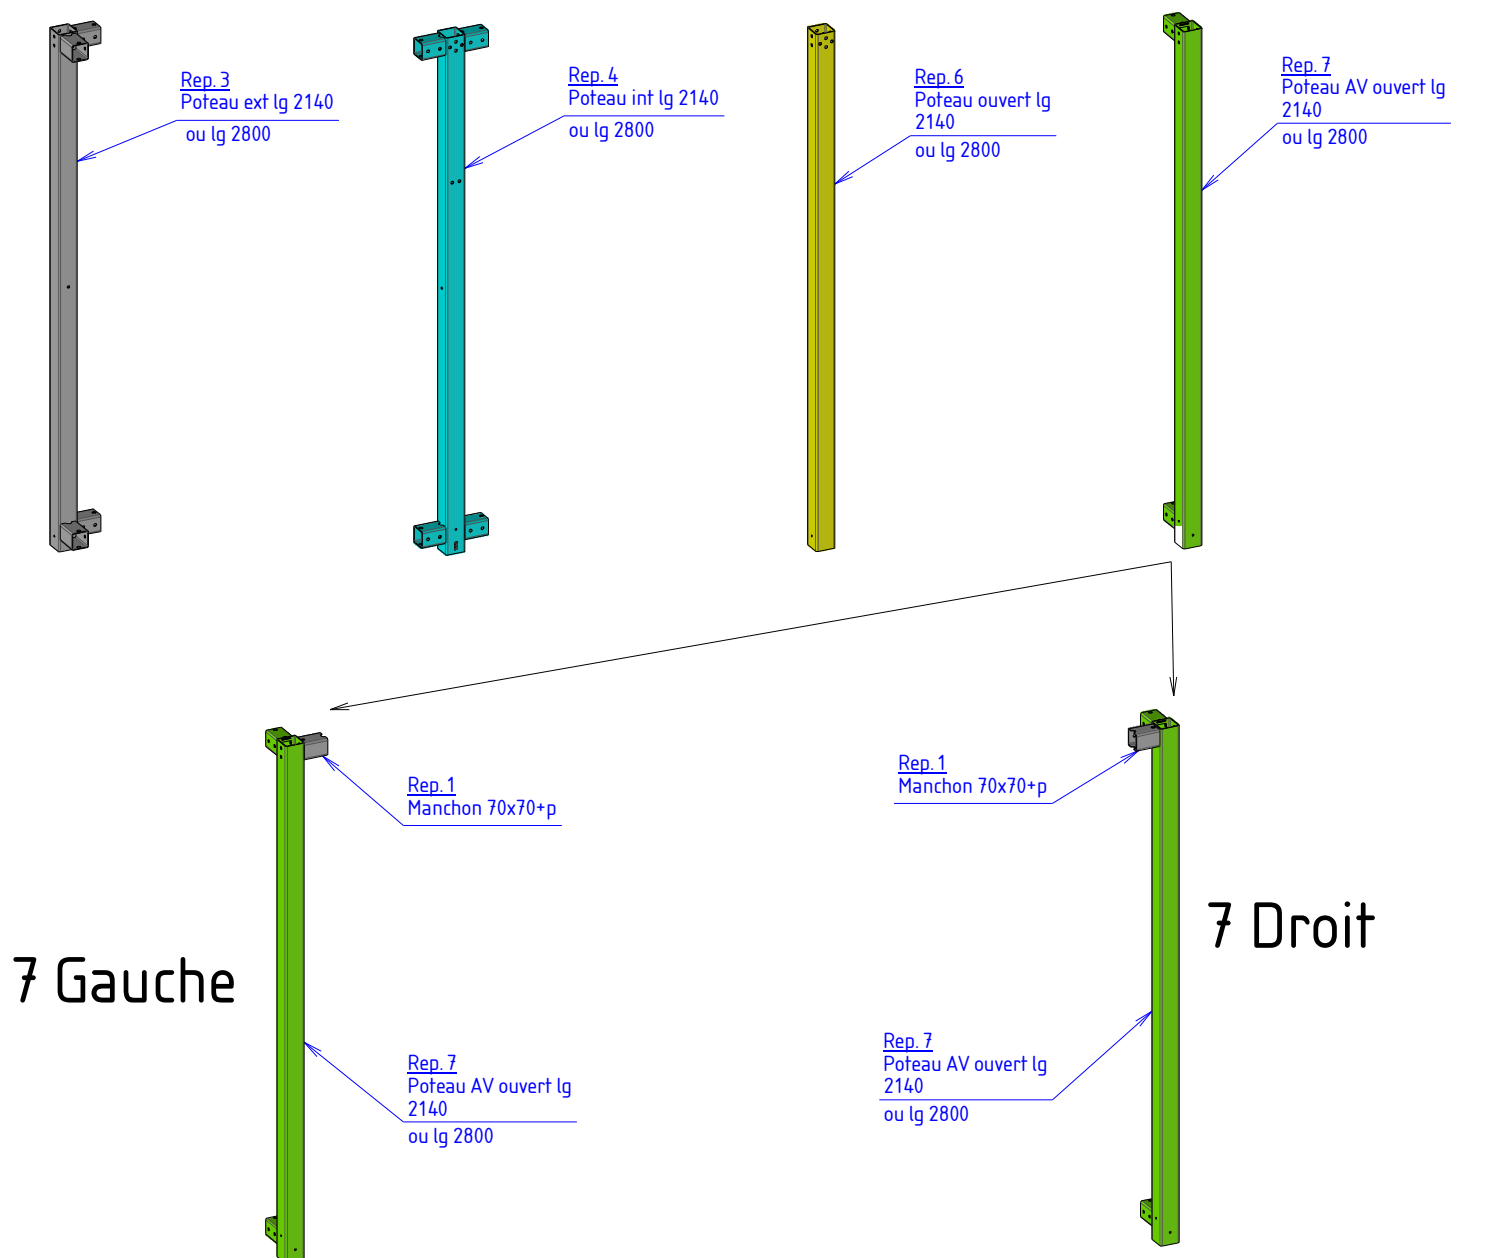 Rep. 3
Poteau ext lg 2140
ou lg 2800
Rep. 4
Poteau int lg 2140
ou lg 2800
Rep. 6
Poteau ouvert lg
2140
ou lg 2800
Rep. 7
Poteau AV ouvert lg
2140
ou lg 2800
Rep. 1
Manchon 70x70+p
7 Gauche
Rep. 7
Poteau AV ouvert lg
2140
ou lg 2800
Rep. 1
Manchon 70x70+p
7 Droit
Rep. 7
Poteau AV ouvert lg
2140
ou lg 2800